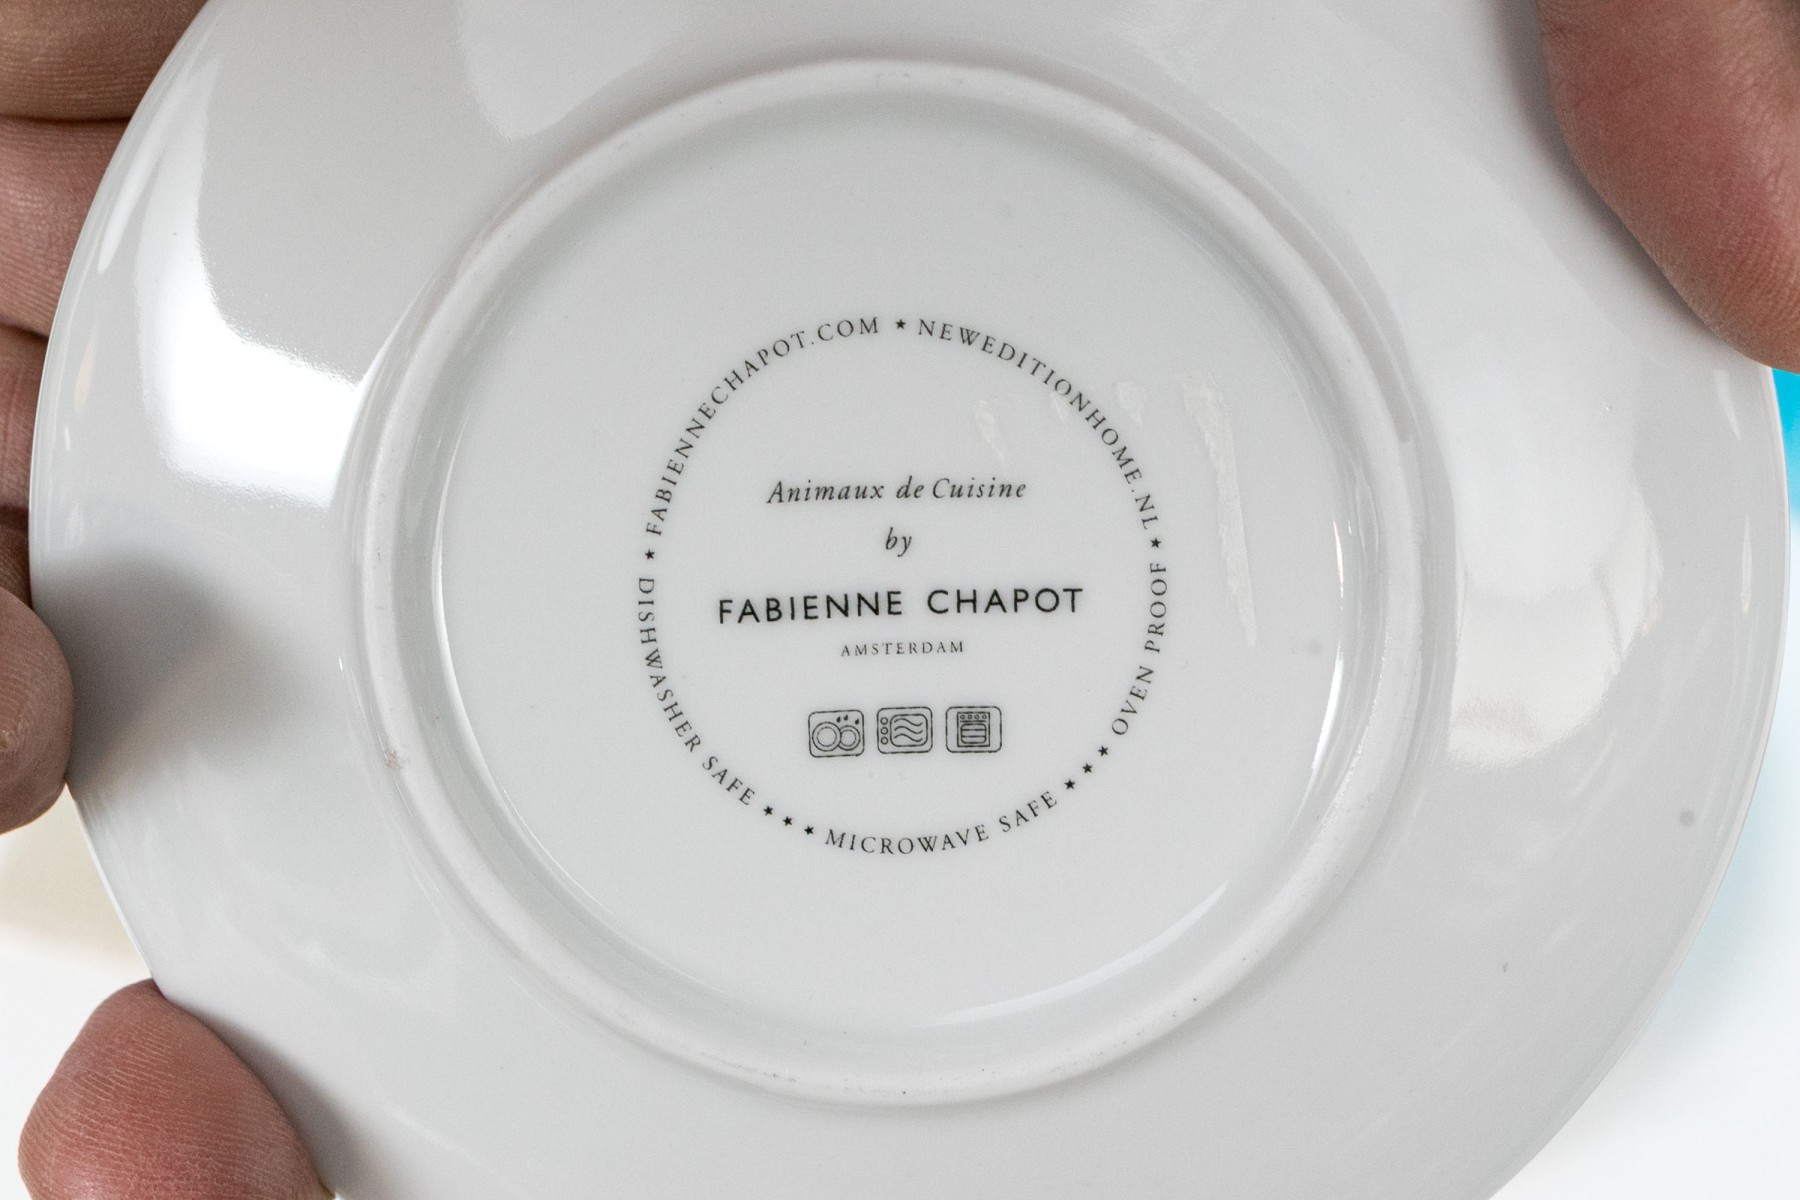 FABIENNECHAPOT.COM ★ NEWEDITIONHOME.NL ★ OVEN PROOF ★ ★ ★ MICROWAVE SAFE ★ ★ ★ DISHWASHER SAFE ★
Animaux de Cuisine
by
FABIENNE CHAPOT
AMSTERDAM